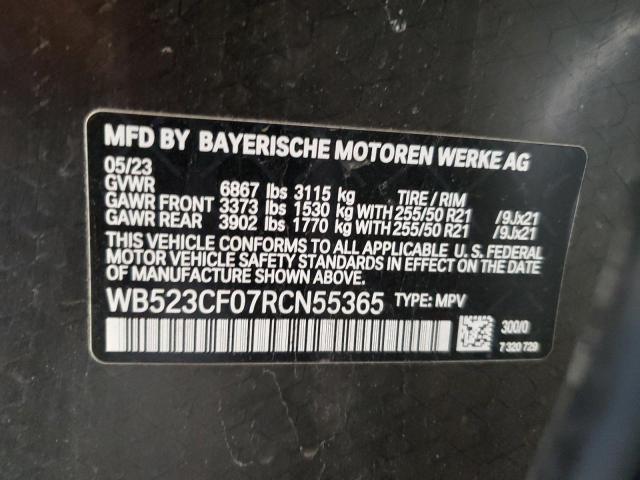 MFD BY BAYERISCHE MOTOREN WERKE AG
05/23
GVWR 6867 lbs 3115 kg TIRE / RIM
GAWR FRONT 3373 lbs 1530 kg WITH 255/50 R21 /9Jx21
GAWR REAR 3902 lbs 1770 kg WITH 255/50 R21 /9Jx21
THIS VEHICLE CONFORMS TO ALL APPLICABLE U. S. FEDERAL
MOTOR VEHICLE SAFETY STANDARDS IN EFFECT ON THE DATE
OF MANUFACTURE SHOWN ABOVE.
WB523CF07RCN55365 TYPE: MPV
300/0
7 320 729